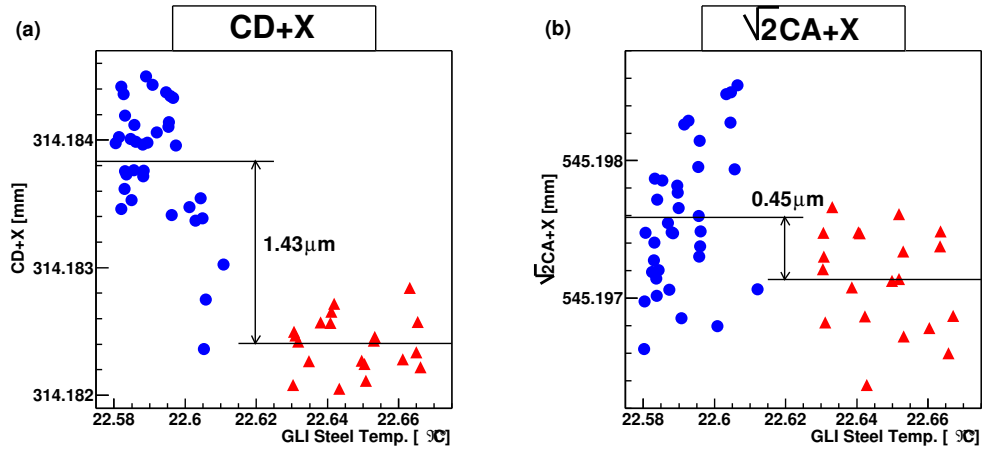 (a)
CD+X
CD+X [mm]
314.184
314.183
314.182
1.43μm
22.58 22.6 22.62 22.64 22.66
GLI Steel Temp. [ ℃]
(b)
√2CA+X
√2CA+X [mm]
545.198
545.197
0.45μm
22.58 22.6 22.62 22.64 22.66
GLI Steel Temp. [ ℃]